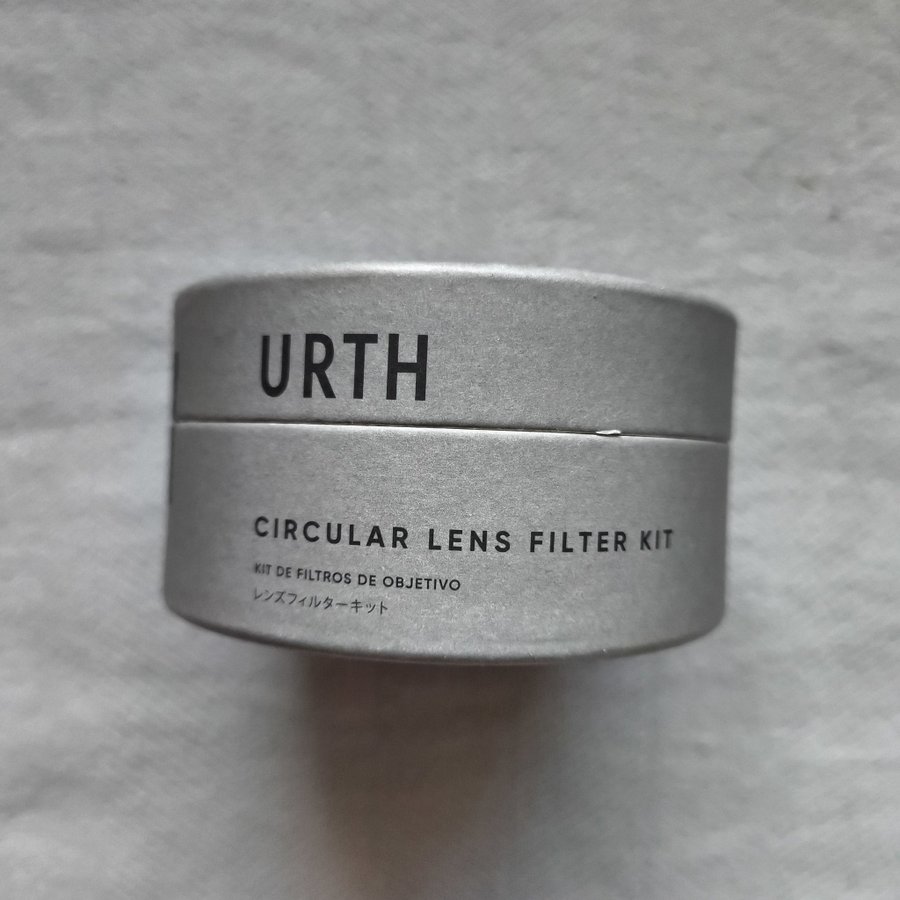 URTH
CIRCULAR LENS FILTER KIT
KIT DE FILTROS DE OBJETIVO
レンズフィルターキット